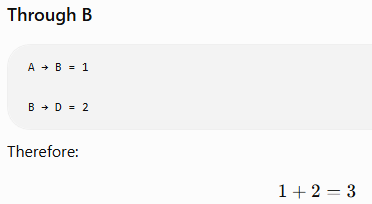 Through B
A → B = 1
B → D = 2
Therefore:
1 + 2 = 3